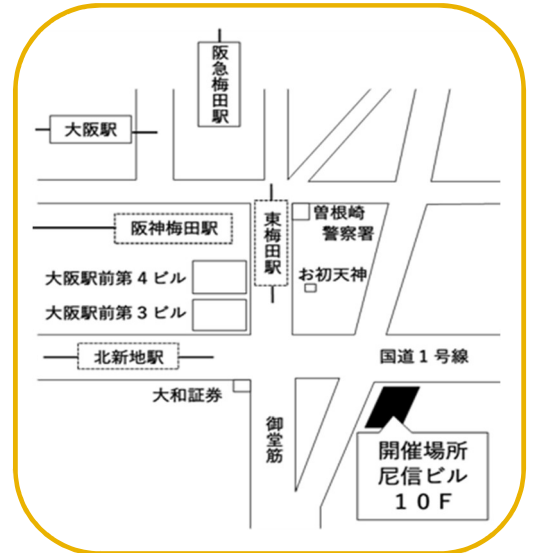 阪急梅田駅
大阪駅
曽根崎
警察署
阪神梅田駅
東梅田駅
大阪駅前第4ビル
お初天神
大阪駅前第3ビル
北新地駅
国道1号線
大和証券
御堂筋
開催場所
尼信ビル
10F